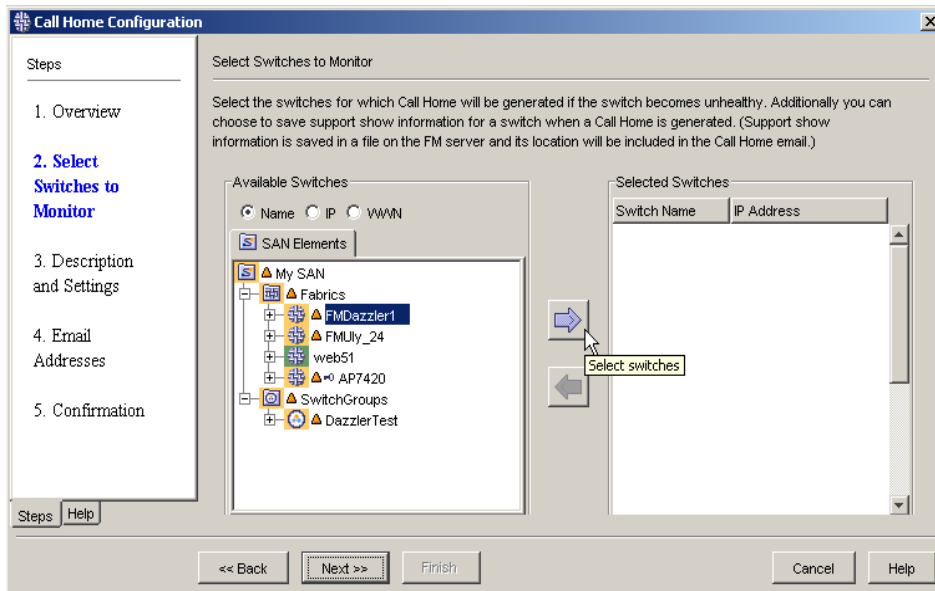 Call Home Configuration
Steps
1. Overview
2. Select
Switches to
Monitor
3. Description
and Settings
4. Email
Addresses
5. Confirmation
Steps
Help
Select Switches to Monitor
Select the switches for which Call Home will be generated if the switch becomes unhealthy. Additionally you can
choose to save support show information for a switch when a Call Home is generated. (Support show
information is saved in a file on the FM server and its location will be included in the Call Home email.)
Available Switches
Name IP WWN
SAN Elements
My SAN
Fabrics
FMDazzler1
FMUly_24
web51
AP7420
SwitchGroups
DazzlerTest
Select switches
Selected Switches
Switch Name IP Address
<< Back Next >> Finish Cancel Help